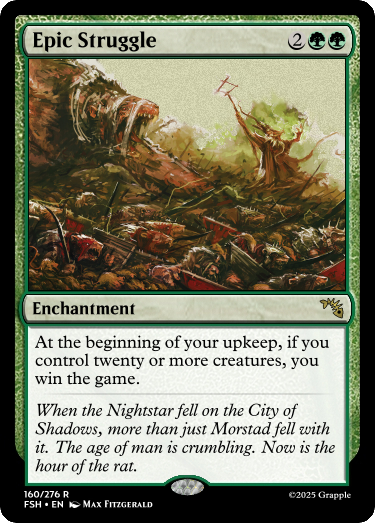 Epic Struggle 2
Enchantment
At the beginning of your upkeep, if you
control twenty or more creatures, you
win the game.
When the Nightstar fell on the City of
Shadows, more than just Morstad fell with
it. The age of man is crumbling. Now is the
hour of the rat.
160/276 R
FSH • EN Max Fitzgerald
©2025 Grapple